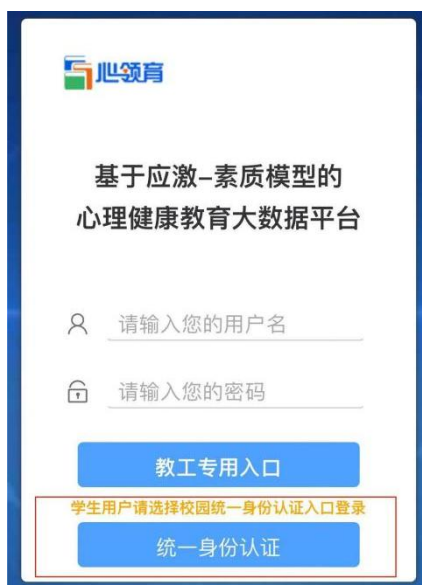 心领育
基于应激–素质模型的
心理健康教育大数据平台
请输入您的用户名
请输入您的密码
教工专用入口
学生用户请选择校园统一身份认证入口登录
统一身份认证